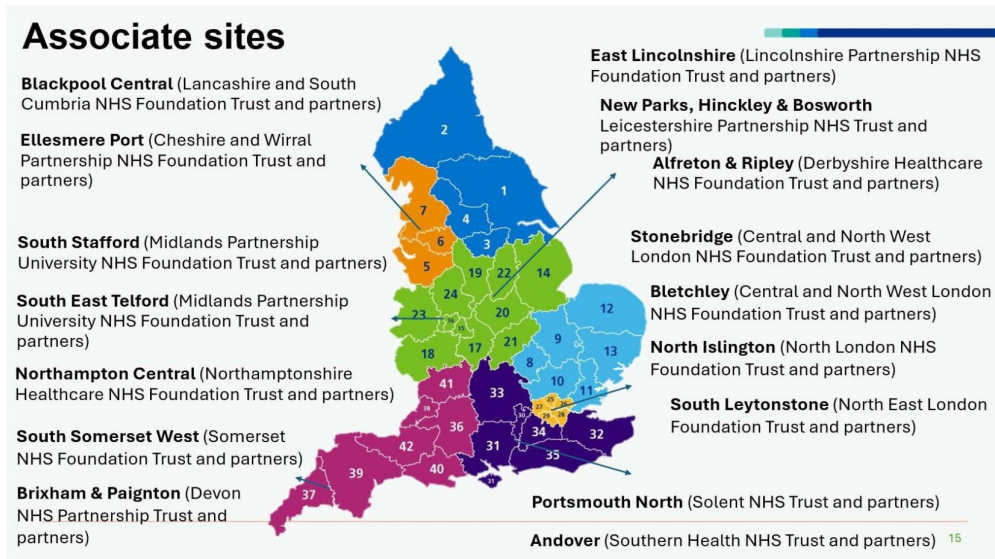 Associate sites
Blackpool Central (Lancashire and South
Cumbria NHS Foundation Trust and partners)
Ellesmere Port (Cheshire and Wirral
Partnership NHS Foundation Trust and
partners)
South Stafford (Midlands Partnership
University NHS Foundation Trust and partners)
South East Telford (Midlands Partnership
University NHS Foundation Trust and
partners)
Northampton Central (Northamptonshire
Healthcare NHS Foundation Trust and partners)
South Somerset West (Somerset
NHS Foundation Trust and partners)
Brixham & Paignton (Devon
NHS Partnership Trust and
partners)
2
1
7
4
6
3
5
19
22
14
24
23
20
16
15
18
17
21
12
9
13
8
10
11
41
33
25
27
26
29
28
38
36
30
34
32
42
31
35
39
40
37
31
East Lincolnshire (Lincolnshire Partnership NHS
Foundation Trust and partners)
New Parks, Hinckley & Bosworth
Leicestershire Partnership NHS Trust and
partners)
Alfreton & Ripley (Derbyshire Healthcare
NHS Foundation Trust and partners)
Stonebridge (Central and North West
London NHS Foundation Trust and partners)
Bletchley (Central and North West London
NHS Foundation Trust and partners)
North Islington (North London NHS
Foundation Trust and partners)
South Leytonstone (North East London
Foundation Trust and partners)
Portsmouth North (Solent NHS Trust and partners)
Andover (Southern Health NHS Trust and partners)
15